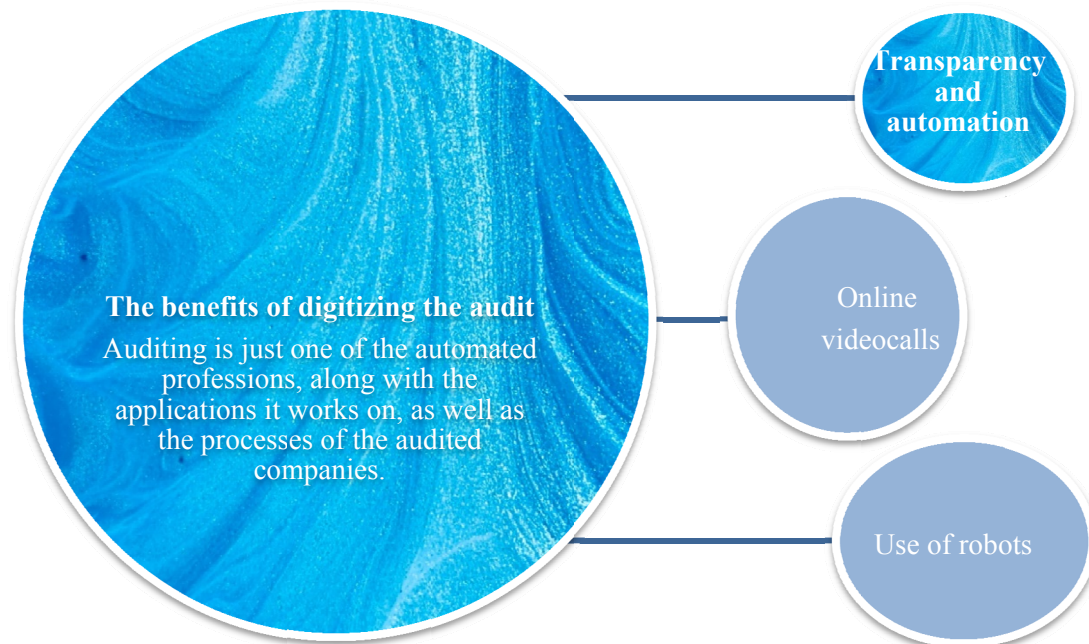 The benefits of digitizing the audit
Auditing is just one of the automated
professions, along with the
applications it works on, as well as
the processes of the audited
companies.
Transparency
and
automation
Online
videocalls
Use of robots